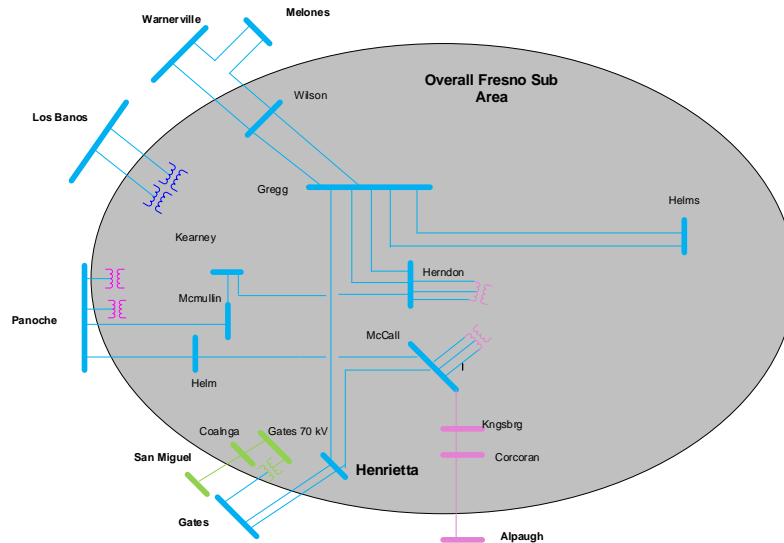 Melones
Warnerville
Overall Fresno Sub
Area
Wilson
Los Banos
Gregg
Helms
Kearney
Herndon
Mcmullin
Panoche
McCall
Helm
Kngsbrg
Coalnga
Gates 70 kV
San Miguel
Henrietta
Corcoran
Gates
Alpaugh